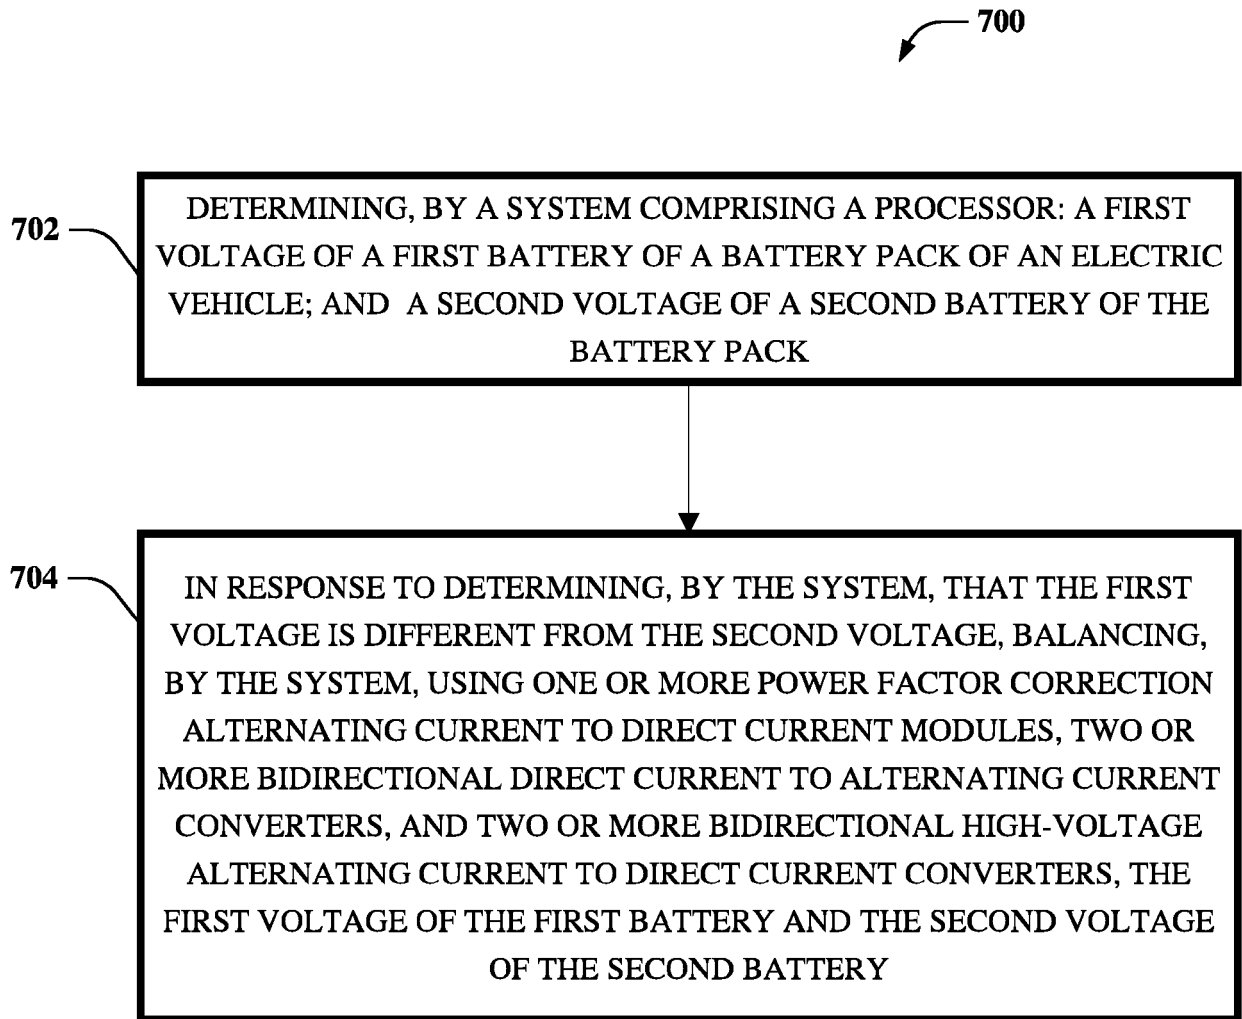 700
702
DETERMINING, BY A SYSTEM COMPRISING A PROCESSOR: A FIRST
VOLTAGE OF A FIRST BATTERY OF A BATTERY PACK OF AN ELECTRIC
VEHICLE; AND A SECOND VOLTAGE OF A SECOND BATTERY OF THE
BATTERY PACK
704
IN RESPONSE TO DETERMINING, BY THE SYSTEM, THAT THE FIRST
VOLTAGE IS DIFFERENT FROM THE SECOND VOLTAGE, BALANCING,
BY THE SYSTEM, USING ONE OR MORE POWER FACTOR CORRECTION
ALTERNATING CURRENT TO DIRECT CURRENT MODULES, TWO OR
MORE BIDIRECTIONAL DIRECT CURRENT TO ALTERNATING CURRENT
CONVERTERS, AND TWO OR MORE BIDIRECTIONAL HIGH-VOLTAGE
ALTERNATING CURRENT TO DIRECT CURRENT CONVERTERS, THE
FIRST VOLTAGE OF THE FIRST BATTERY AND THE SECOND VOLTAGE
OF THE SECOND BATTERY